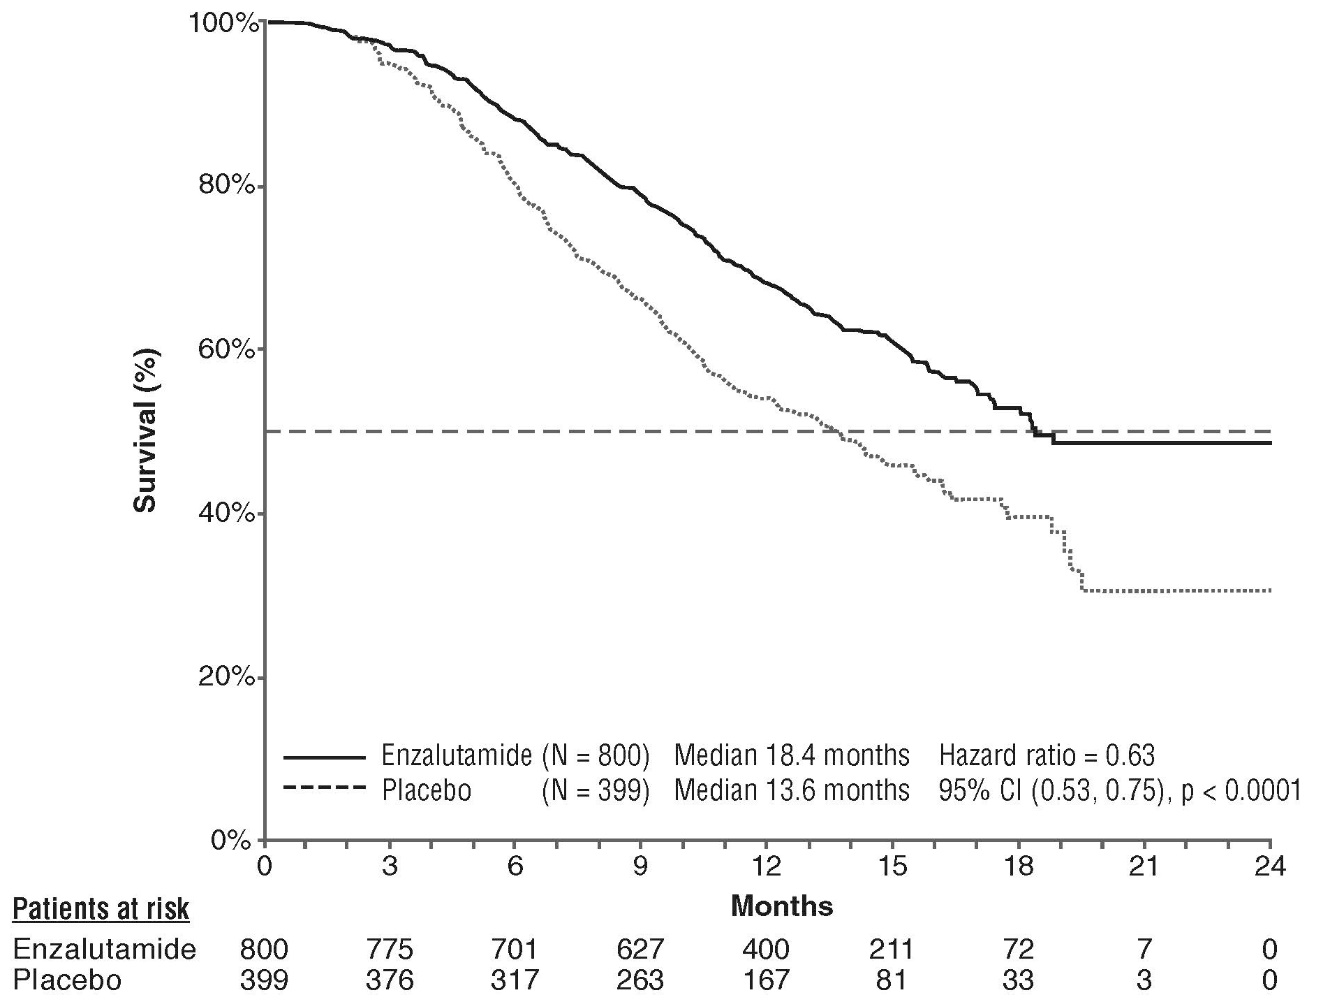 100%
80%
60%
40%
20%
0%
Survival (%)
Enzalutamide (N = 800) Median 18.4 months Hazard ratio = 0.63
Placebo (N = 399) Median 13.6 months 95% CI (0.53, 0.75), p < 0.0001
0 3 6 9 12 15 18 21 24
Months
Patients at risk
Enzalutamide 800 775 701 627 400 211 72 7 0
Placebo 399 376 317 263 167 81 33 3 0